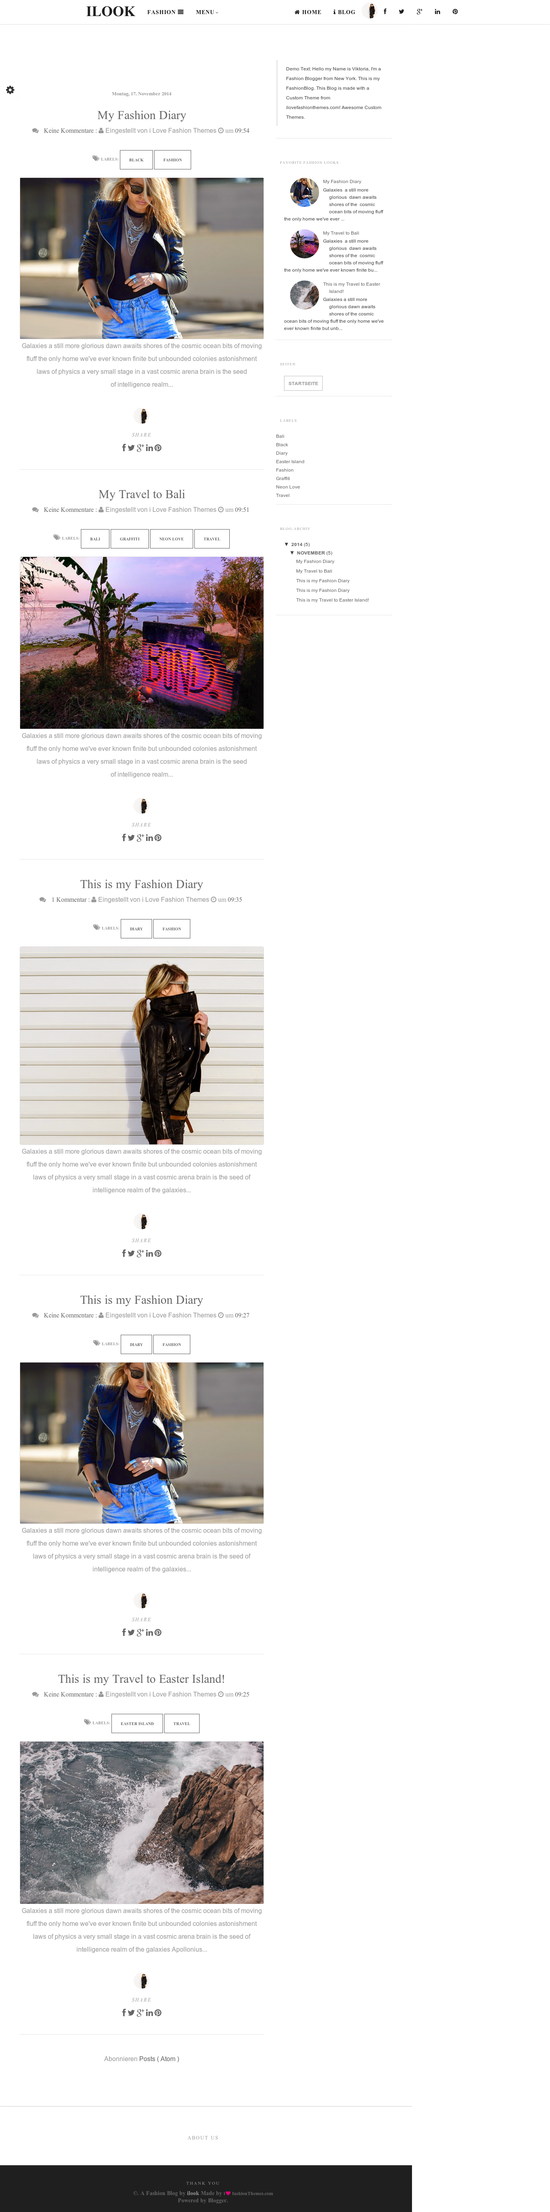 ILOOK
FASHION
MENU
HOME
BLOG
Montag, 17. November 2014
My Fashion Diary
Keine Kommentare : Eingestellt von i Love Fashion Themes um 09:54
LABELS: BLACK FASHION
Galaxies a still more glorious dawn awaits shores of the cosmic ocean bits of moving
fluff the only home we've ever known finite but unbounded colonies astonishment
laws of physics a very small stage in a vast cosmic arena brain is the seed
of intelligence realm...
SHARE
My Travel to Bali
Keine Kommentare : Eingestellt von i Love Fashion Themes um 09:51
LABELS: BALI GRAFFITI NEON LOVE TRAVEL
Galaxies a still more glorious dawn awaits shores of the cosmic ocean bits of moving
fluff the only home we've ever known finite but unbounded colonies astonishment
laws of physics a very small stage in a vast cosmic arena brain is the seed
of intelligence realm...
SHARE
This is my Fashion Diary
1 Kommentar : Eingestellt von i Love Fashion Themes um 09:35
LABELS: DIARY FASHION
Galaxies a still more glorious dawn awaits shores of the cosmic ocean bits of moving
fluff the only home we've ever known finite but unbounded colonies astonishment
laws of physics a very small stage in a vast cosmic arena brain is the seed of
intelligence realm of the galaxies...
SHARE
This is my Fashion Diary
Keine Kommentare : Eingestellt von i Love Fashion Themes um 09:27
LABELS: DIARY FASHION
Galaxies a still more glorious dawn awaits shores of the cosmic ocean bits of moving
fluff the only home we've ever known finite but unbounded colonies astonishment
laws of physics a very small stage in a vast cosmic arena brain is the seed of
intelligence realm of the galaxies...
SHARE
This is my Travel to Easter Island!
Keine Kommentare : Eingestellt von i Love Fashion Themes um 09:25
LABELS: EASTER ISLAND TRAVEL
Galaxies a still more glorious dawn awaits shores of the cosmic ocean bits of moving
fluff the only home we've ever known finite but unbounded colonies astonishment
laws of physics a very small stage in a vast cosmic arena brain is the seed of
intelligence realm of the galaxies Apollonius...
SHARE
Abonnieren Posts ( Atom )
Demo Text: Hello my Name is Viktoria, I'm a
Fashion Blogger from New York. This is my
FashionBlog. This Blog is made with a
Custom Theme from
ilovefashionthemes.com! Awesome Custom
Themes.
FAVORITE FASHION LOOKS
My Fashion Diary
Galaxies a still more
glorious dawn awaits
shores of the cosmic
ocean bits of moving fluff
the only home we've ever ...
My Travel to Bali
Galaxies a still more
glorious dawn awaits
shores of the cosmic
ocean bits of moving fluff
the only home we've ever known finite bu...
This is my Travel to Easter
Island!
Galaxies a still more
glorious dawn awaits
shores of the cosmic
ocean bits of moving fluff the only home we've
ever known finite but unb...
STARTSEITE
LABELS
Bali
Black
Diary
Easter Island
Fashion
Graffiti
Neon Love
Travel
BLOG-ARCHIV
▼ 2014 (5)
▼ NOVEMBER (5)
My Fashion Diary
My Travel to Bali
This is my Fashion Diary
This is my Fashion Diary
This is my Travel to Easter Island!
ABOUT US
THANK YOU
©. A Fashion Blog by ilook Made by i fashionThemes.com
Powered by Blogger.